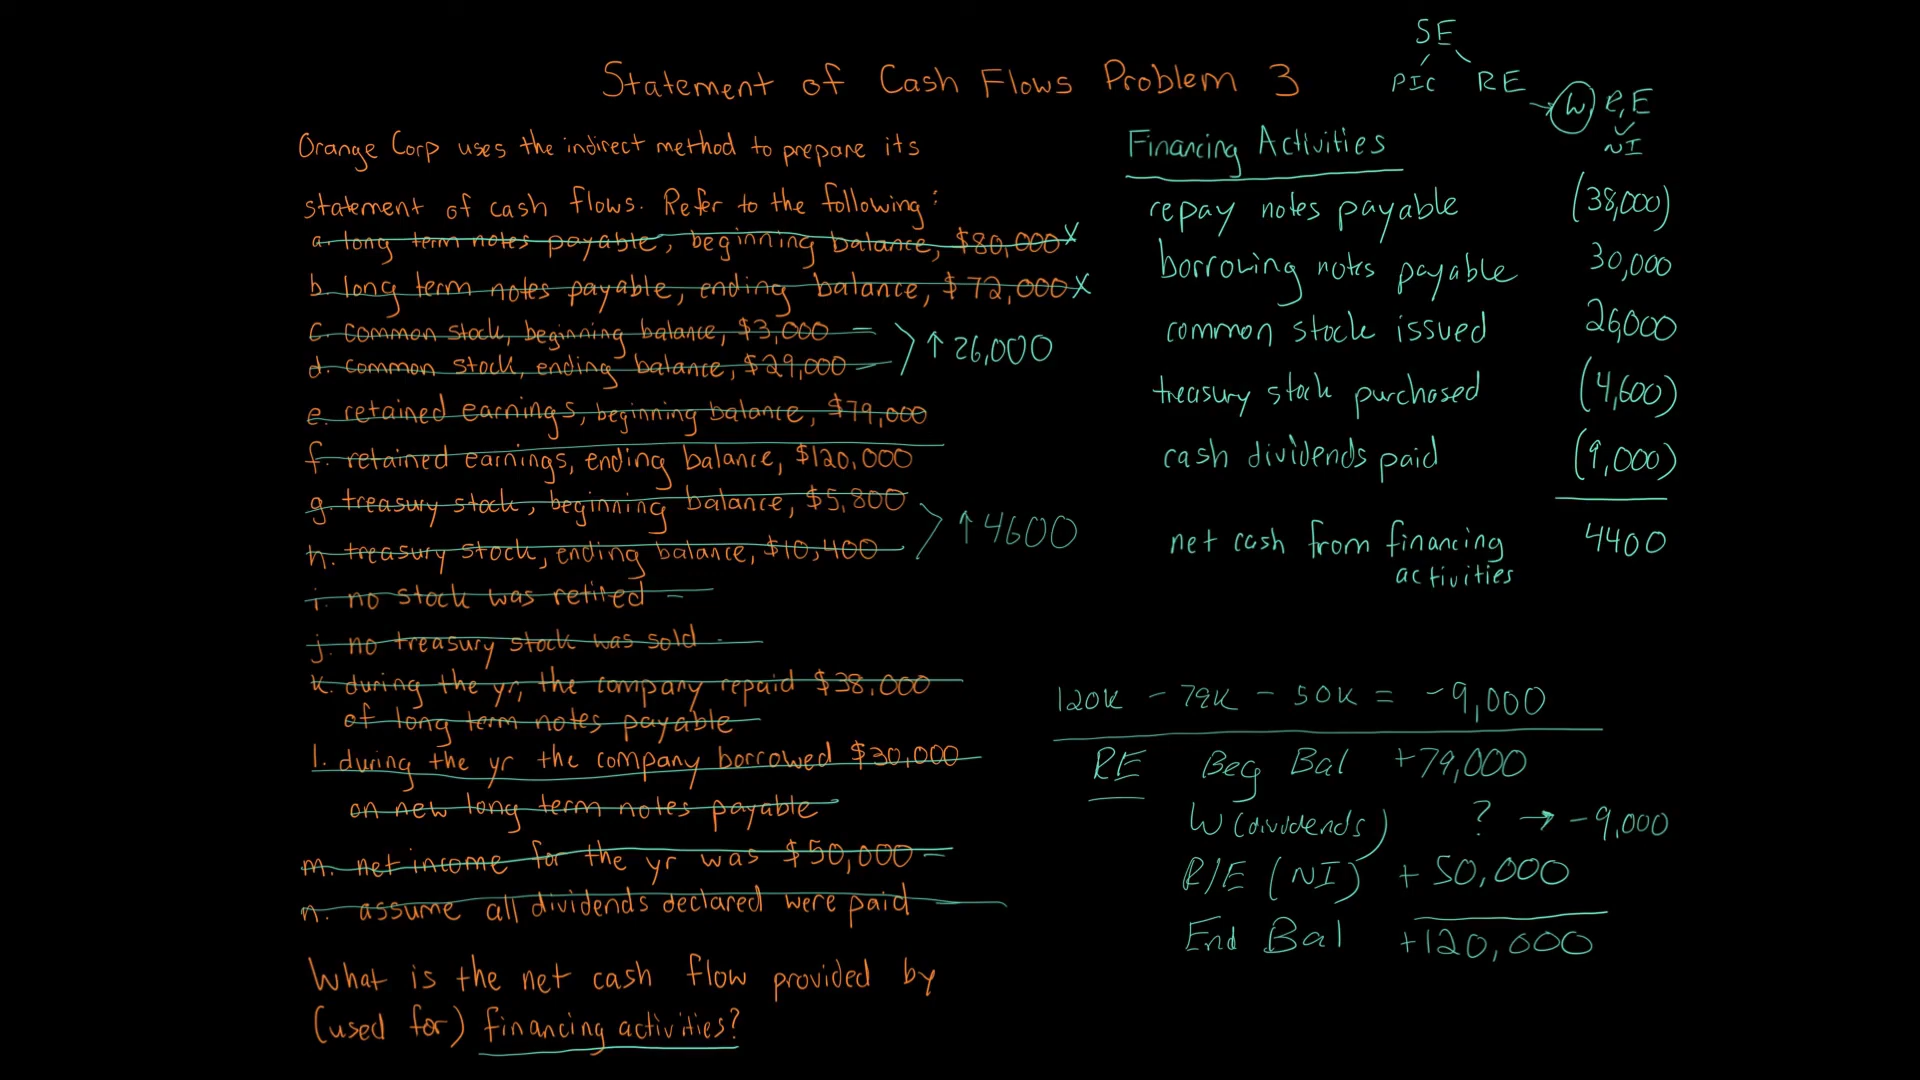 Statement of Cash Flows Problem 3
Orange Corp uses the indirect method to prepare its
statement of cash flows. Refer to the following:
a. long term notes payable, beginning balance, $80,000 X
b. long term notes payable, ending balance, $72,000 X
c. common stock, beginning balance, $3,000
d. common stock, ending balance, $29,000
↑ 26,000
e. retained earnings, beginning balance, $79,000
f. retained earnings, ending balance, $120,000
g. treasury stock, beginning balance, $5,800
h. treasury stock, ending balance, $10,400
↑ 4600
i. no stock was retired
j. no treasury stock was sold
k. during the yr, the company repaid $38,000
of long term notes payable
l. during the yr the company borrowed $30,000
on new long term notes payable
m. net income for the yr was $50,000
n. assume all dividends declared were paid
What is the net cash flow provided by
(used for) financing activities?
SE
PIC RE
→ W, R, E
NI
Financing Activities
repay notes payable (38,000)
borrowing notes payable 30,000
common stock issued 26,000
treasury stock purchased (4,600)
cash dividends paid (9,000)
net cash from financing 4400
activities
120K - 79K - 50K = -9,000
RE Beg Bal +79,000
W (dividends) ? → -9,000
R/E (NI) + 50,000
End Bal +120,000